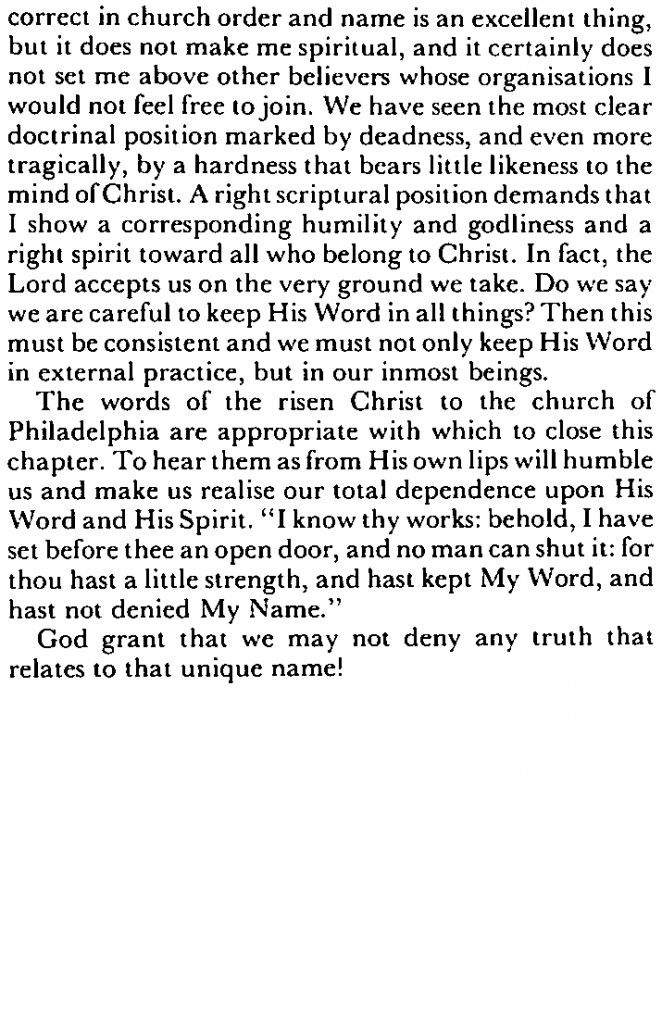 correct in church order and name is an excellent thing,
but it does not make me spiritual, and it certainly does
not set me above other believers whose organisations I
would not feel free to join. We have seen the most clear
doctrinal position marked by deadness, and even more
tragically, by a hardness that bears little likeness to the
mind of Christ. A right scriptural position demands that
I show a corresponding humility and godliness and a
right spirit toward all who belong to Christ. In fact, the
Lord accepts us on the very ground we take. Do we say
we are careful to keep His Word in all things? Then this
must be consistent and we must not only keep His Word
in external practice, but in our inmost beings.
The words of the risen Christ to the church of
Philadelphia are appropriate with which to close this
chapter. To hear them as from His own lips will humble
us and make us realise our total dependence upon His
Word and His Spirit. “I know thy works: behold, I have
set before thee an open door, and no man can shut it: for
thou hast a little strength, and hast kept My Word, and
hast not denied My Name.”
God grant that we may not deny any truth that
relates to that unique name!